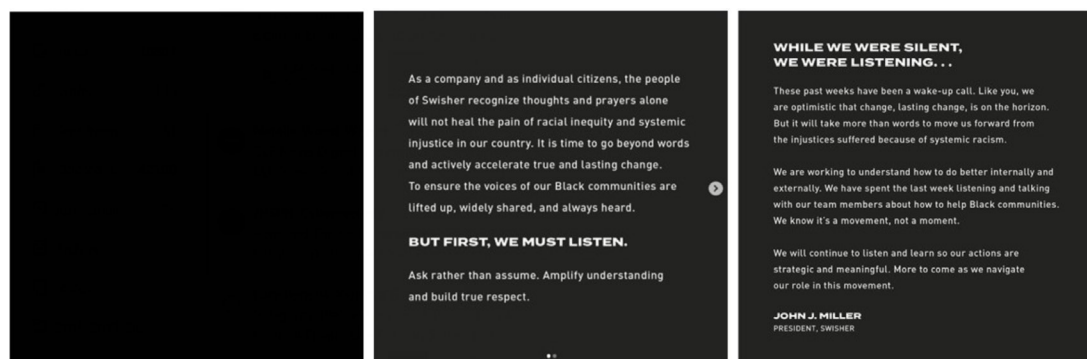 As a company and as individual citizens, the people
of Swisher recognize thoughts and prayers alone
will not heal the pain of racial inequity and systemic
injustice in our country. It is time to go beyond words
and actively accelerate true and lasting change.
To ensure the voices of our Black communities are
lifted up, widely shared, and always heard.
BUT FIRST, WE MUST LISTEN.
Ask rather than assume. Amplify understanding
and build true respect.
WHILE WE WERE SILENT,
WE WERE LISTENING...
These past weeks have been a wake-up call. Like you, we
are optimistic that change, lasting change, is on the horizon.
But it will take more than words to move us forward from
the injustices suffered because of systemic racism.
We are working to understand how to do better internally and
externally. We have spent the last week listening and talking
with our team members about how to help Black communities.
We know it's a movement, not a moment.
We will continue to listen and learn so our actions are
strategic and meaningful. More to come as we navigate
our role in this movement.
JOHN J. MILLER
PRESIDENT, SWISHER